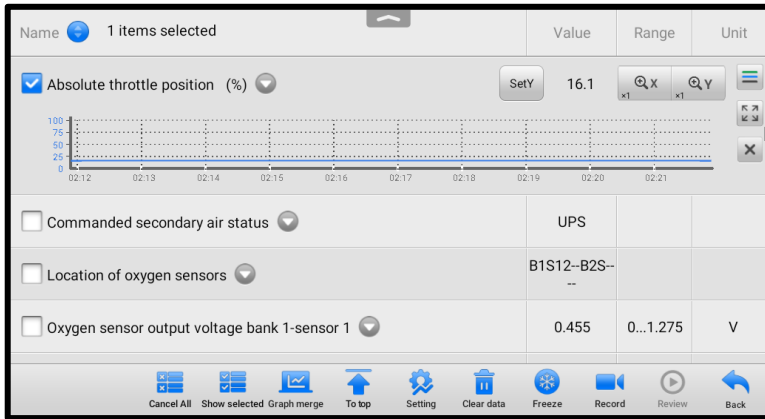 Name 1 items selected Value Range Unit
Absolute throttle position (%) SetY 16.1 ×1 X ×1 Y
100
75
50
25
0
02:12 02:13 02:14 02:15 02:16 02:17 02:18 02:19 02:20 02:21
Commanded secondary air status UPS
Location of oxygen sensors B1S12--B2S--
--
Oxygen sensor output voltage bank 1-sensor 1 0.455 0...1.275 V
Cancel All Show selected Graph merge To top Setting Clear data Freeze Record Review Back